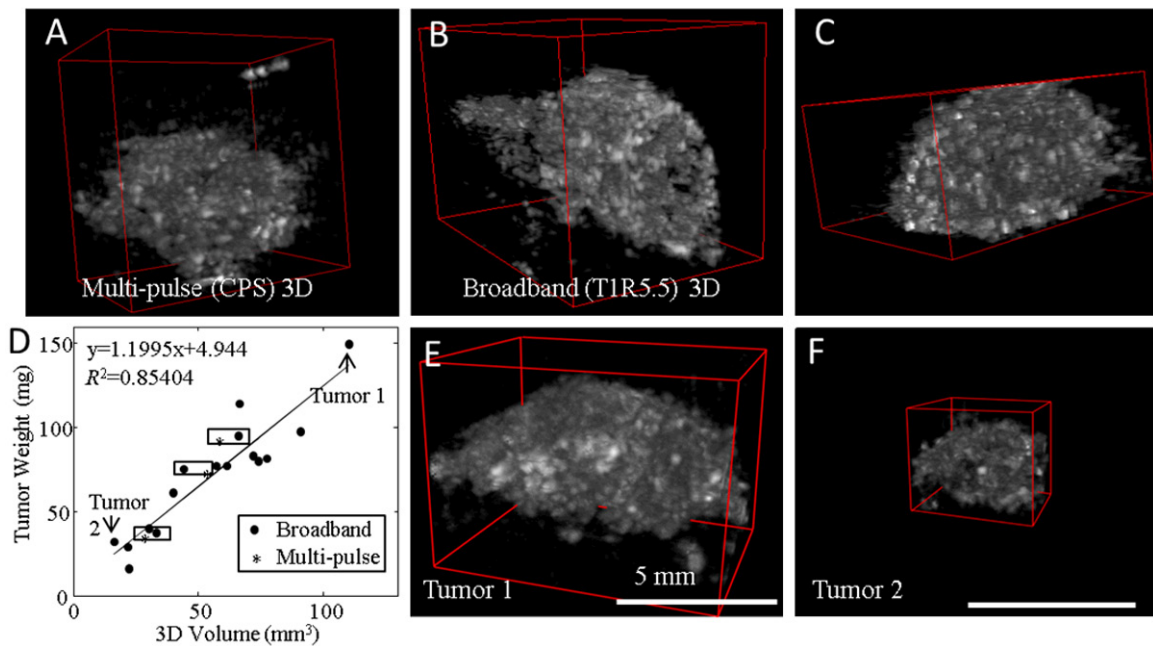 A
Multi-pulse (CPS) 3D
B
Broadband (T1R5.5) 3D
C
D
y=1.1995x+4.944
R²=0.85404
Tumor 1
Tumor
2
Broadband
Multi-pulse
150
100
50
0
0
50
100
Tumor Weight (mg)
3D Volume (mm³)
E
Tumor 1
5 mm
F
Tumor 2